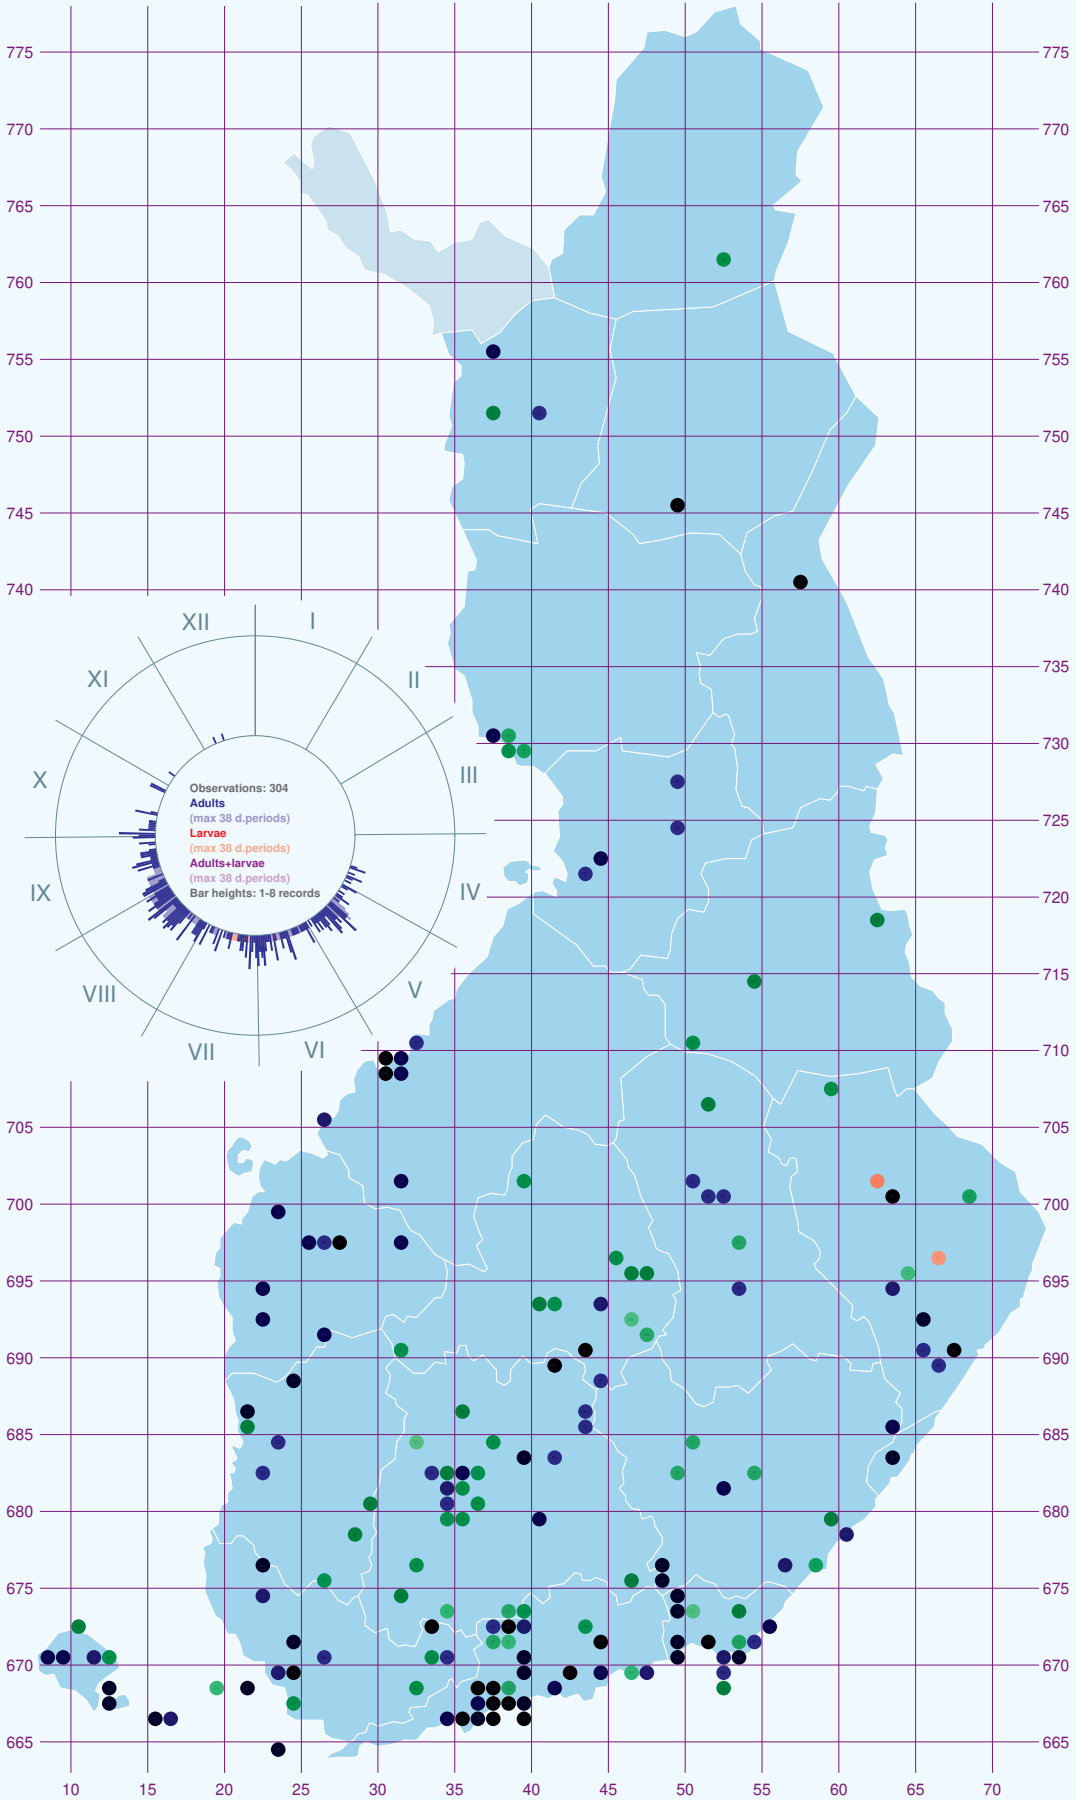 775 775
770 770
765 765
760 760
755 755
750 750
745 745
740 740
XII I
735
XI II
730 730
X III
Observations: 304
Adults
(max 38 d.periods)
Larvae
(max 38 d.periods)
Adults+larvae
(max 38 d.periods)
Bar heights: 1-8 records
725
IX IV
720
715
VIII V
VII VI
710
705 705
700 700
695 695
690 690
685 685
680 680
675 675
670 670
665 665
10 15 20 25 30 35 40 45 50 55 60 65 70